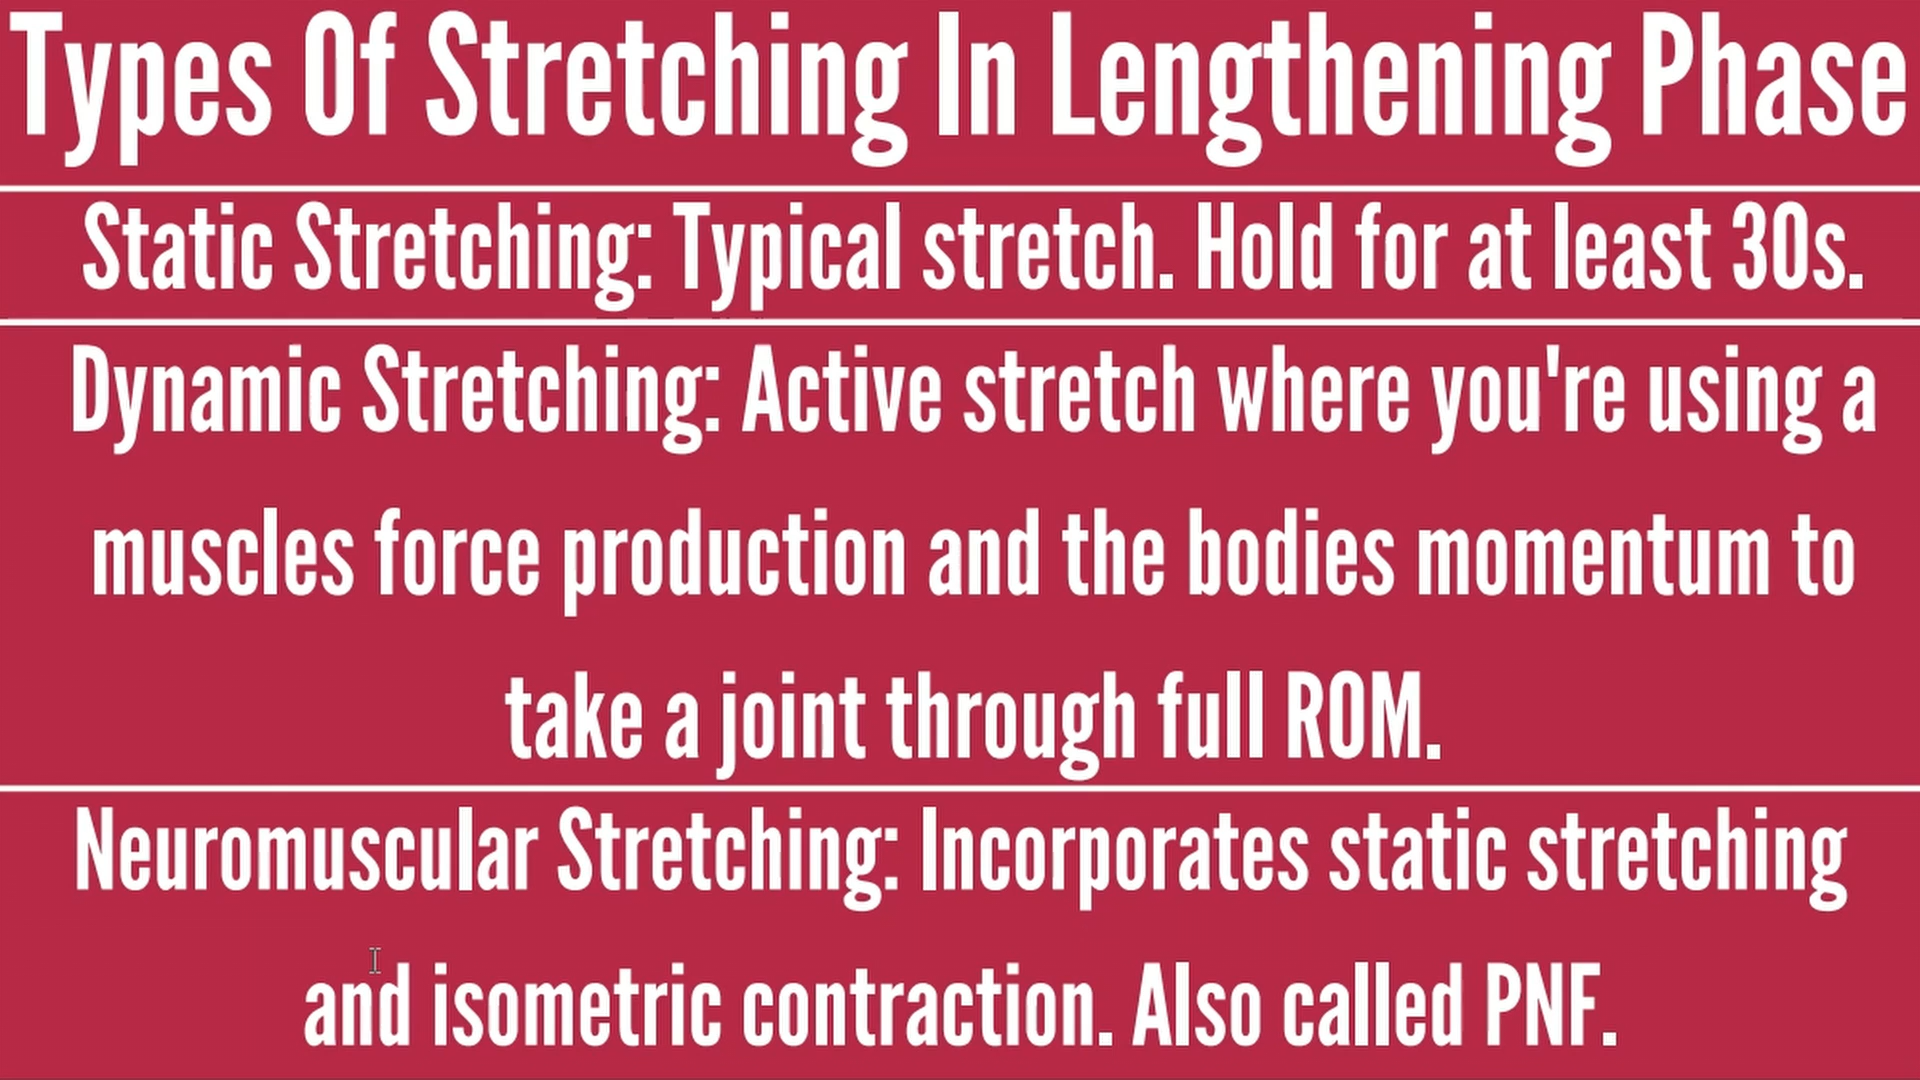 Types Of Stretching In Lengthening Phase
Static Stretching: Typical stretch. Hold for at least 30s.
Dynamic Stretching: Active stretch where you're using a
muscles force production and the bodies momentum to
take a joint through full ROM.
Neuromuscular Stretching: Incorporates static stretching
and isometric contraction. Also called PNF.